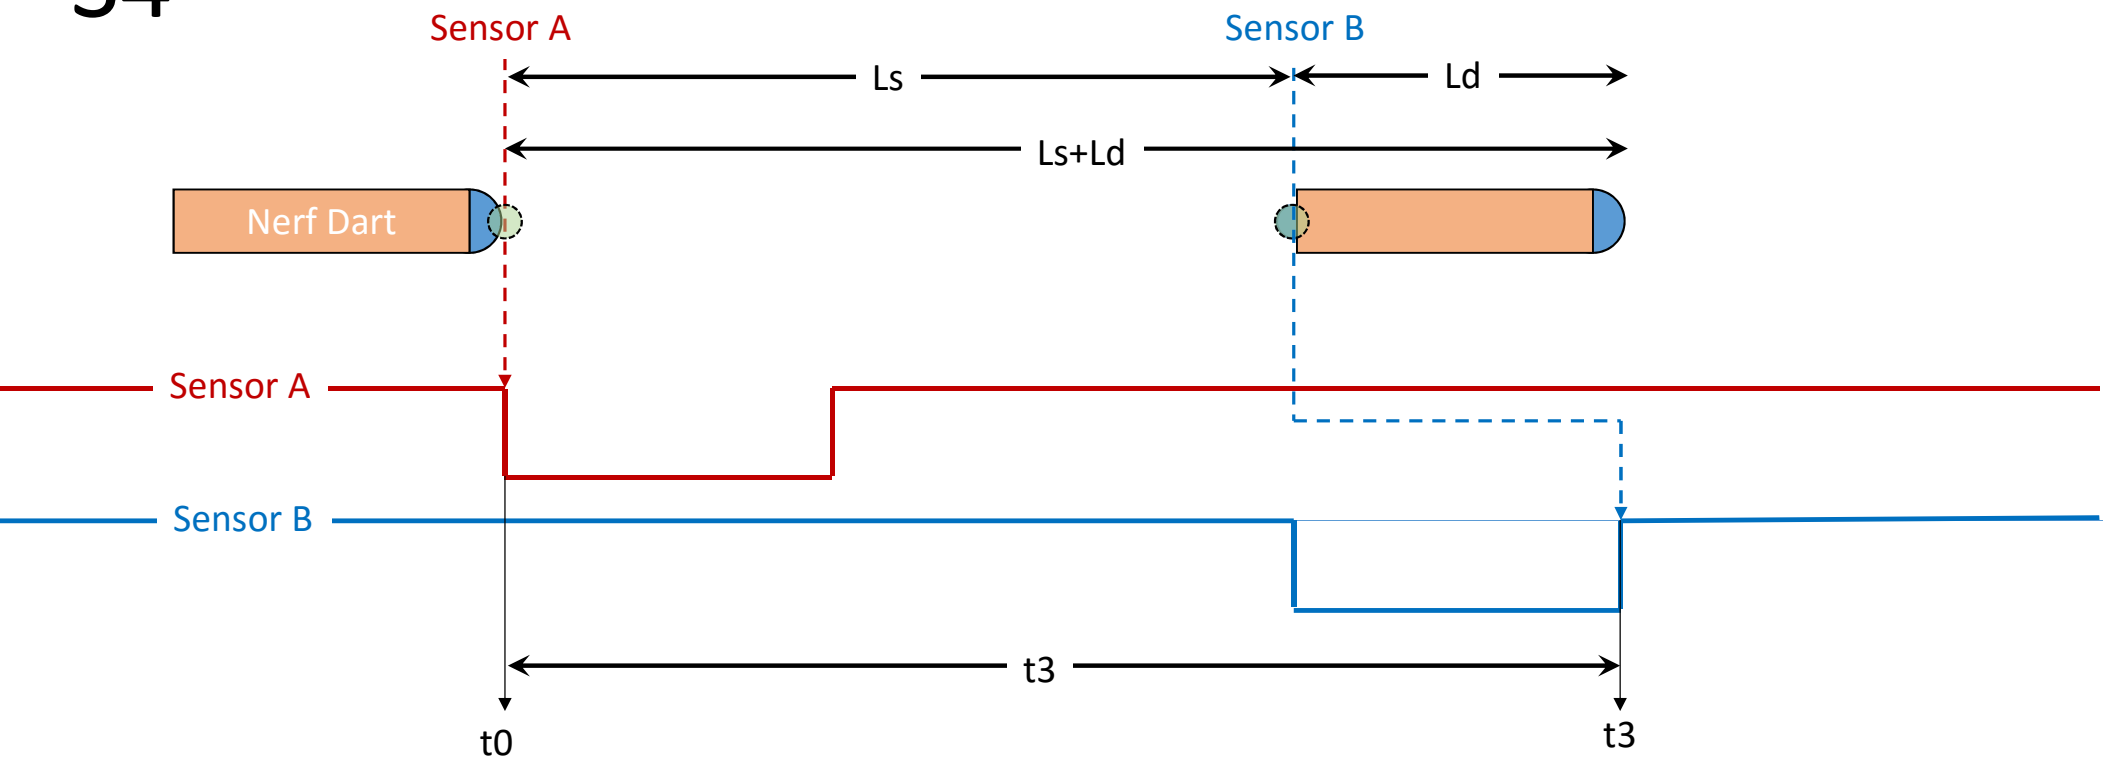 Sensor A
Sensor B
Ls
Ld
Ls+Ld
Nerf Dart
Sensor A
Sensor B
t3
t0
t3